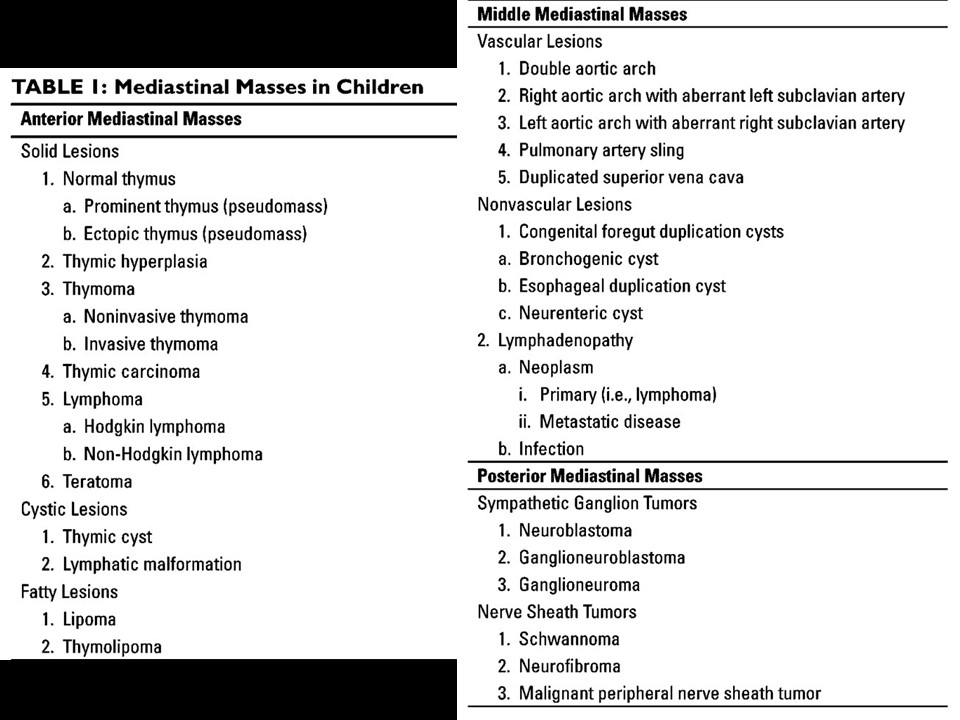 TABLE 1: Mediastinal Masses in Children
Anterior Mediastinal Masses
Solid Lesions
1. Normal thymus
a. Prominent thymus (pseudomass)
b. Ectopic thymus (pseudomass)
2. Thymic hyperplasia
3. Thymoma
a. Noninvasive thymoma
b. Invasive thymoma
4. Thymic carcinoma
5. Lymphoma
a. Hodgkin lymphoma
b. Non-Hodgkin lymphoma
6. Teratoma
Cystic Lesions
1. Thymic cyst
2. Lymphatic malformation
Fatty Lesions
1. Lipoma
2. Thymolipoma
Middle Mediastinal Masses
Vascular Lesions
1. Double aortic arch
2. Right aortic arch with aberrant left subclavian artery
3. Left aortic arch with aberrant right subclavian artery
4. Pulmonary artery sling
5. Duplicated superior vena cava
Nonvascular Lesions
1. Congenital foregut duplication cysts
a. Bronchogenic cyst
b. Esophageal duplication cyst
c. Neurenteric cyst
2. Lymphadenopathy
a. Neoplasm
i. Primary (i.e., lymphoma)
ii. Metastatic disease
b. Infection
Posterior Mediastinal Masses
Sympathetic Ganglion Tumors
1. Neuroblastoma
2. Ganglioneuroblastoma
3. Ganglioneuroma
Nerve Sheath Tumors
1. Schwannoma
2. Neurofibroma
3. Malignant peripheral nerve sheath tumor